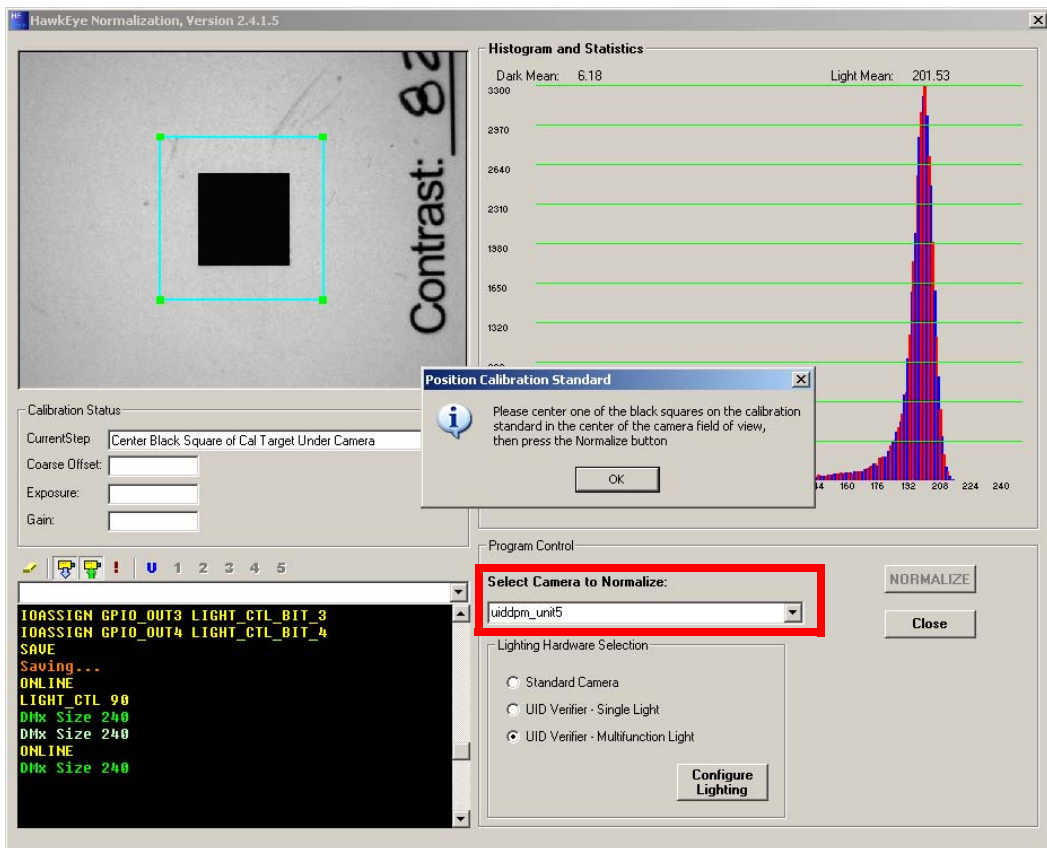 HawkEye Normalization, Version 2.4.1.5
Contrast: 82
Histogram and Statistics
Dark Mean: 6.18 Light Mean: 201.53
3300
2970
2640
2310
1980
1650
1320
160 176 192 208 224 240
Position Calibration Standard
Please center one of the black squares on the calibration
standard in the center of the camera field of view,
then press the Normalize button
OK
Calibration Status
CurrentStep Center Black Square of Cal Target Under Camera
Coarse Offset:
Exposure:
Gain:
U 1 2 3 4 5
IOASSIGN GPIO_OUT3 LIGHT_CTL_BIT_3
IOASSIGN GPIO_OUT4 LIGHT_CTL_BIT_4
SAVE
Saving...
ONLINE
LIGHT_CTL 90
DMx Size 240
DMx Size 240
ONLINE
DMx Size 240
Program Control
Select Camera to Normalize:
uiddpm_unit5
NORMALIZE
Close
Lighting Hardware Selection
Standard Camera
UID Verifier - Single Light
UID Verifier - Multifunction Light
Configure
Lighting